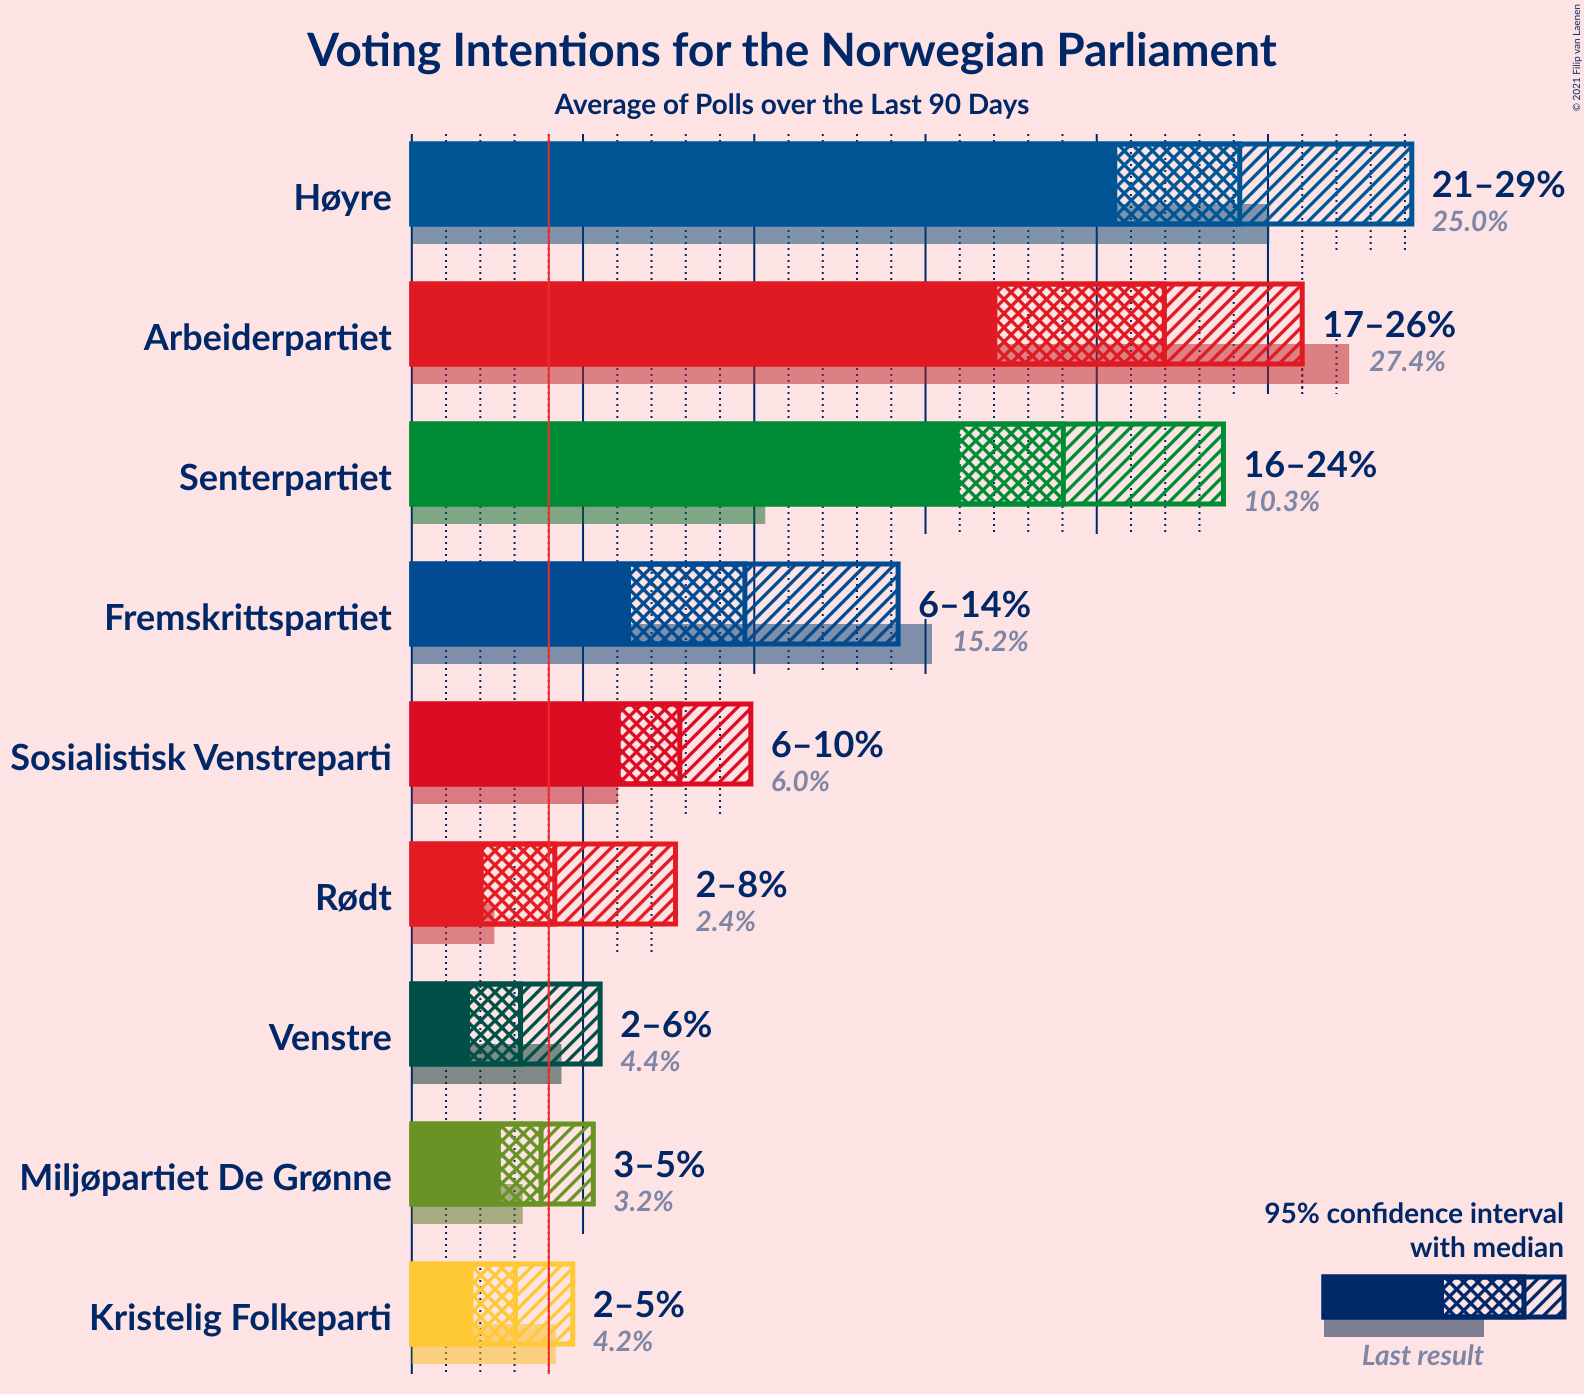 Voting Intentions for the Norwegian Parliament
Average of Polls over the Last 90 Days
© 2021 Filip van Laenen
Høyre
21–29%
25.0%
Arbeiderpartiet
17–26%
27.4%
Senterpartiet
16–24%
10.3%
Fremskrittspartiet
6–14%
15.2%
Sosialistisk Venstreparti
6–10%
6.0%
Rødt
2–8%
2.4%
Venstre
2–6%
4.4%
Miljøpartiet De Grønne
3–5%
3.2%
Kristelig Folkeparti
2–5%
4.2%
95% confidence interval
with median
Last result